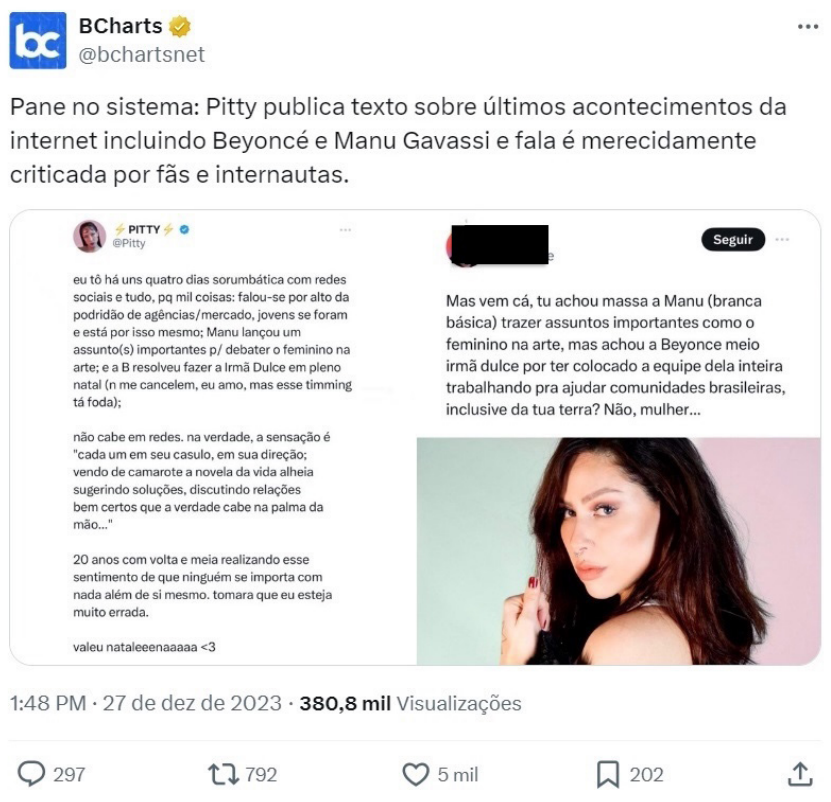 bc
BCharts
@bchartsnet
Pane no sistema: Pitty publica texto sobre últimos acontecimentos da
internet incluindo Beyoncé e Manu Gavassi e fala é merecidamente
criticada por fãs e internautas.
⚡PITTY⚡
@Pitty
eu tô há uns quatro dias sorumbática com redes
sociais e tudo, pq mil coisas: falou-se por alto da
podridão de agências/mercado, jovens se foram
e está por isso mesmo; Manu lançou um
assunto(s) importantes p/ debater o feminino na
arte; e a B resolveu fazer a Irmã Dulce em pleno
natal (n me cancelem, eu amo, mas esse timming
tá foda);
não cabe em redes. na verdade, a sensação é
"cada um em seu casulo, em sua direção;
vendo de camarote a novela da vida alheia
sugerindo soluções, discutindo relações
bem certos que a verdade cabe na palma da
mão..."
20 anos com volta e meia realizando esse
sentimento de que ninguém se importa com
nada além de si mesmo. tomara que eu esteja
muito errada.
valeu nataleeenaaaaa <3
Seguir
Mas vem cá, tu achou massa a Manu (branca
básica) trazer assuntos importantes como o
feminino na arte, mas achou a Beyonce meio
irmã dulce por ter colocado a equipe dela inteira
trabalhando pra ajudar comunidades brasileiras,
inclusive da tua terra? Não, mulher...
1:48 PM · 27 de dez de 2023 · 380,8 mil Visualizações
297 792 5 mil 202